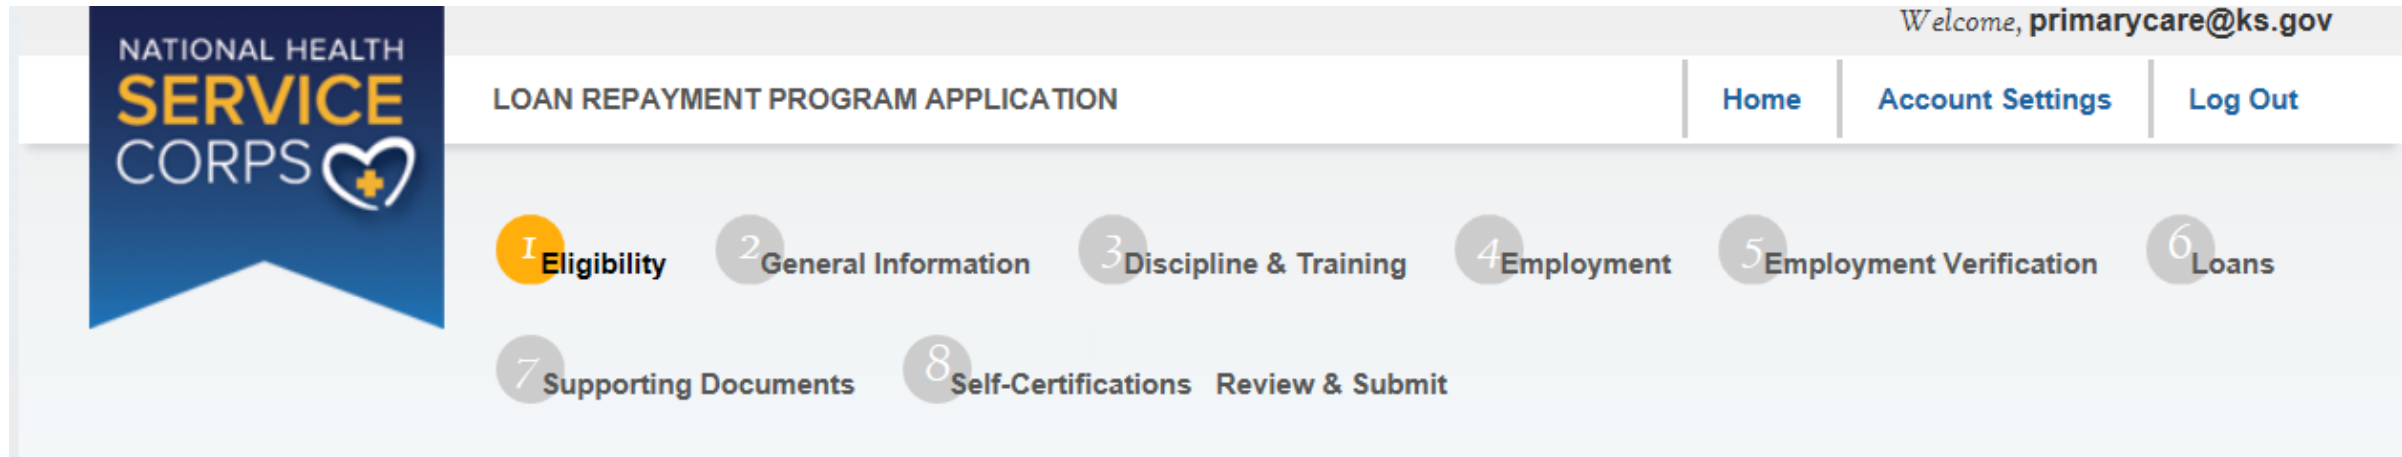 Welcome, primarycare@ks.gov
NATIONAL HEALTH
SERVICE
CORPS
LOAN REPAYMENT PROGRAM APPLICATION
Home
Account Settings
Log Out
1 Eligibility
2 General Information
3 Discipline & Training
4 Employment
5 Employment Verification
6 Loans
7 Supporting Documents
8 Self-Certifications
Review & Submit